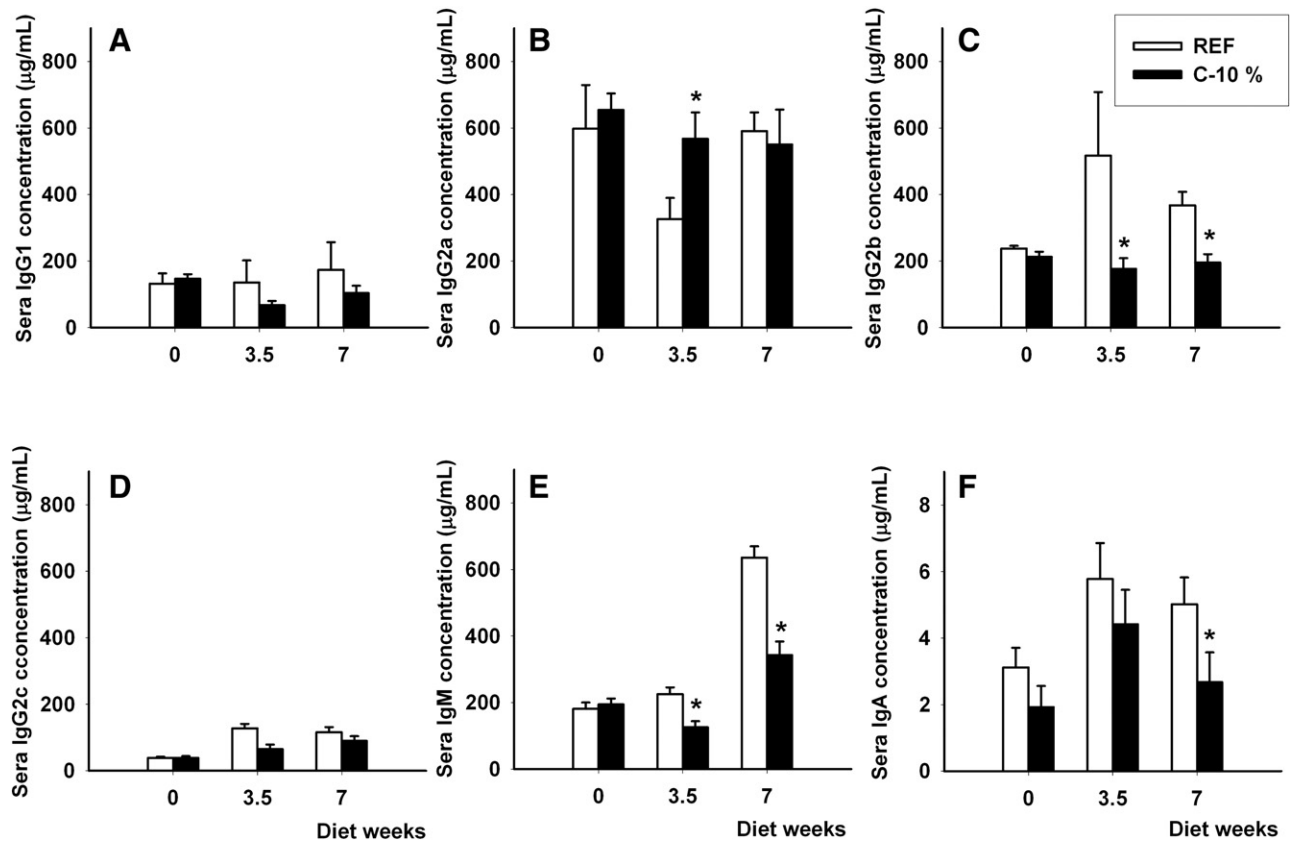 A
Sera IgG1 concentration (µg/mL)
800
600
400
200
0
0 3.5 7
B
Sera IgG2a concentration (µg/mL)
800
600
400
200
0
*
0 3.5 7
C
Sera IgG2b concentration (µg/mL)
800
600
400
200
0
* *
0 3.5 7
REF
C-10 %
D
Sera IgG2c cconcentration (µg/mL)
800
600
400
200
0
0 3.5 7
Diet weeks
E
Sera IgM concentration (µg/mL)
800
600
400
200
0
*
*
0 3.5 7
Diet weeks
F
Sera IgA concentration (µg/mL)
8
6
4
2
0
*
0 3.5 7
Diet weeks